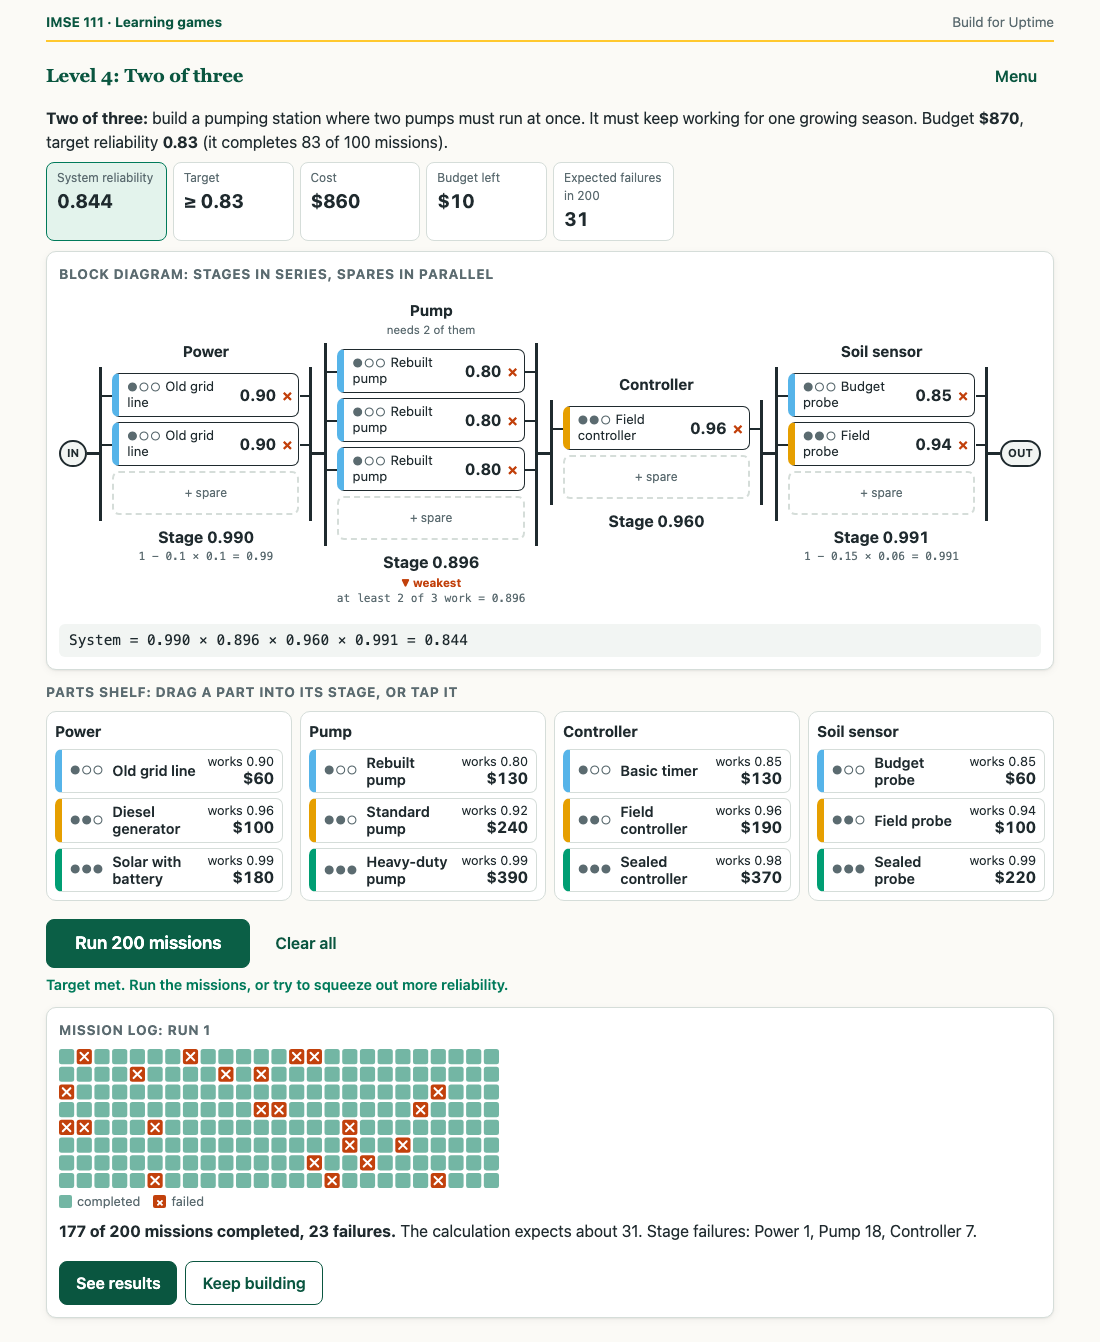 IMSE 111 · Learning games
Build for Uptime
Level 4: Two of three
Menu
Two of three: build a pumping station where two pumps must run at once. It must keep working for one growing season. Budget $870,
target reliability 0.83 (it completes 83 of 100 missions).
System reliability
0.844
Target
≥ 0.83
Cost
$860
Budget left
$10
Expected failures
in 200
31
BLOCK DIAGRAM: STAGES IN SERIES, SPARES IN PARALLEL
IN
Power
Old grid
line
0.90 ×
Old grid
line
0.90 ×
+ spare
Stage 0.990
1 − 0.1 × 0.1 = 0.99
Pump
needs 2 of them
Rebuilt
pump
0.80 ×
Rebuilt
pump
0.80 ×
Rebuilt
pump
0.80 ×
+ spare
Stage 0.896
▼ weakest
at least 2 of 3 work = 0.896
Controller
Field
controller
0.96 ×
+ spare
Stage 0.960
Soil sensor
Budget
probe
0.85 ×
Field
probe
0.94 ×
+ spare
Stage 0.991
1 − 0.15 × 0.06 = 0.991
OUT
System = 0.990 × 0.896 × 0.960 × 0.991 = 0.844
PARTS SHELF: DRAG A PART INTO ITS STAGE, OR TAP IT
Power
Old grid line
works 0.90
$60
Diesel
generator
works 0.96
$100
Solar with
battery
works 0.99
$180
Pump
Rebuilt
pump
works 0.80
$130
Standard
pump
works 0.92
$240
Heavy-duty
pump
works 0.99
$390
Controller
Basic timer
works 0.85
$130
Field
controller
works 0.96
$190
Sealed
controller
works 0.98
$370
Soil sensor
Budget
probe
works 0.85
$60
Field probe
works 0.94
$100
Sealed
probe
works 0.99
$220
Run 200 missions
Clear all
Target met. Run the missions, or try to squeeze out more reliability.
MISSION LOG: RUN 1
completed
failed
177 of 200 missions completed, 23 failures. The calculation expects about 31. Stage failures: Power 1, Pump 18, Controller 7.
See results
Keep building